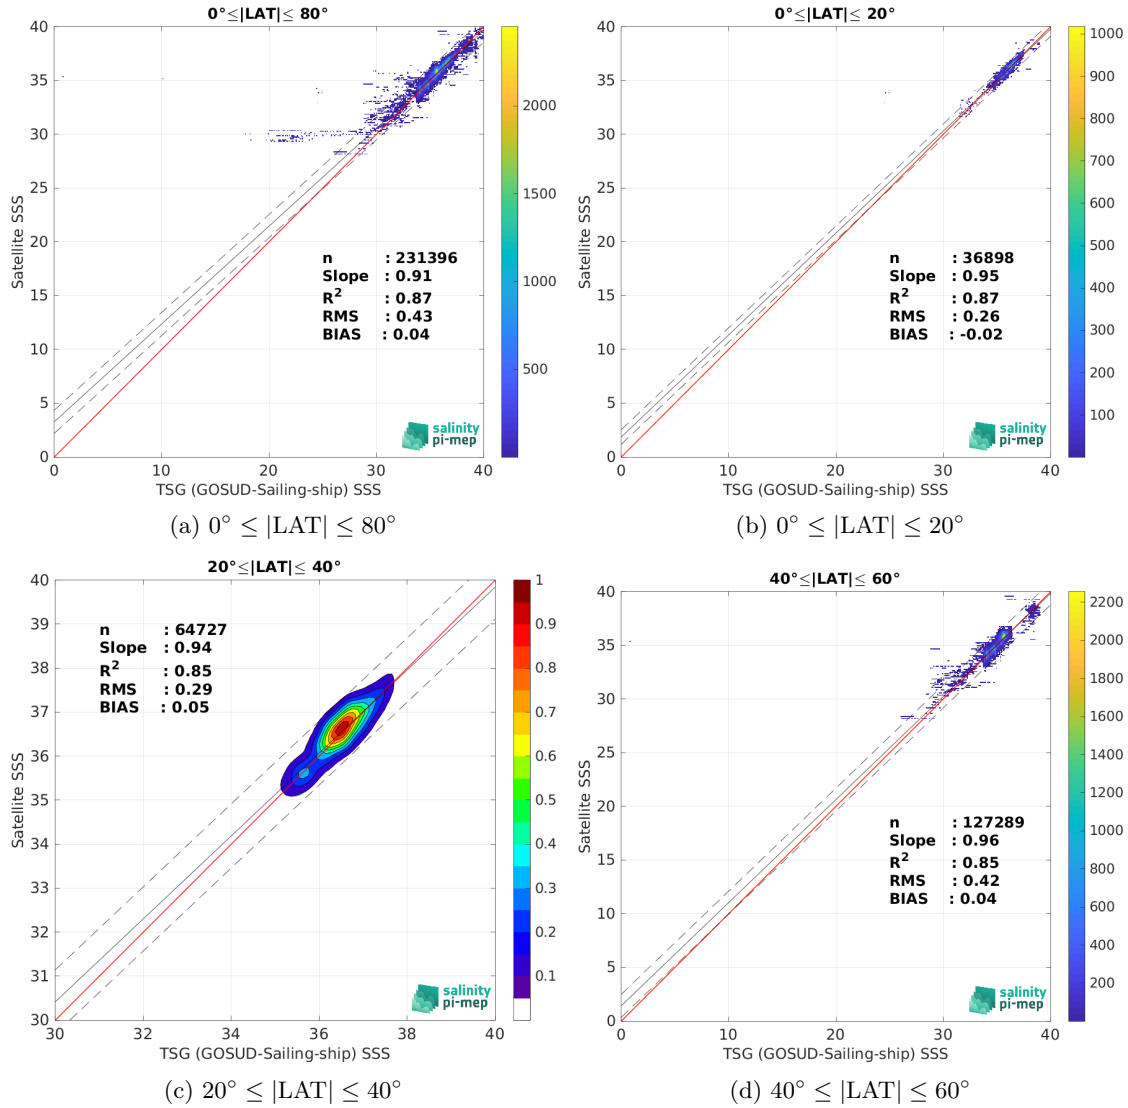 0°≤|LAT|≤ 80°
40
35
30
25
20
15
10
5
0
Satellite SSS
n : 231396
Slope : 0.91
R² : 0.87
RMS : 0.43
BIAS : 0.04
salinity
pi-mep
0 10 20 30 40
TSG (GOSUD-Sailing-ship) SSS
2000
1500
1000
500
(a) 0° ≤ |LAT| ≤ 80°
0°≤|LAT|≤ 20°
40
35
30
25
20
15
10
5
0
Satellite SSS
n : 36898
Slope : 0.95
R² : 0.87
RMS : 0.26
BIAS : -0.02
salinity
pi-mep
0 10 20 30 40
TSG (GOSUD-Sailing-ship) SSS
1000
900
800
700
600
500
400
300
200
100
(b) 0° ≤ |LAT| ≤ 20°
20°≤|LAT|≤ 40°
40
39
38
37
36
35
34
33
32
31
30
Satellite SSS
n : 64727
Slope : 0.94
R² : 0.85
RMS : 0.29
BIAS : 0.05
salinity
pi-mep
30 32 34 36 38 40
TSG (GOSUD-Sailing-ship) SSS
1
0.9
0.8
0.7
0.6
0.5
0.4
0.3
0.2
0.1
(c) 20° ≤ |LAT| ≤ 40°
40°≤|LAT|≤ 60°
40
35
30
25
20
15
10
5
0
Satellite SSS
n : 127289
Slope : 0.96
R² : 0.85
RMS : 0.42
BIAS : 0.04
salinity
pi-mep
0 10 20 30 40
TSG (GOSUD-Sailing-ship) SSS
2200
2000
1800
1600
1400
1200
1000
800
600
400
200
(d) 40° ≤ |LAT| ≤ 60°